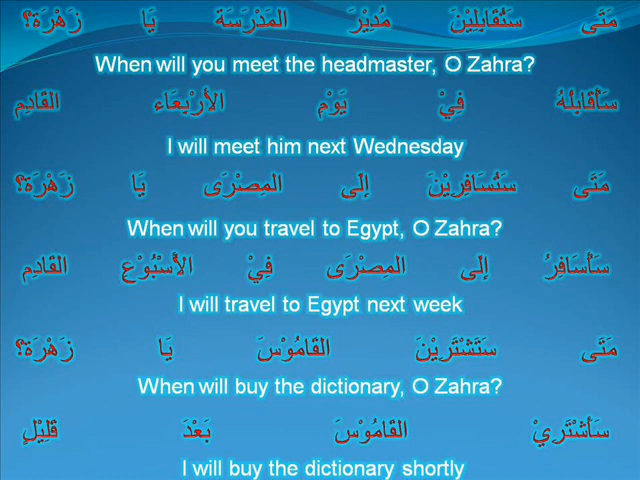 مَتَى سَتُقَابِلِيْنَ مُدِيْرَ المَدْرَسَة يَا زَهْرَة؟
When will you meet the headmaster, O Zahra?
سَأُقَابِلُهُ فِيْ يَوْمِ الأَرْبِعَاء القَادِم
I will meet him next Wednesday
مَتَى سَتُسَافِرِيْنَ إِلَى المِصْرَى يَا زَهْرَة؟
When will you travel to Egypt, O Zahra?
سَأُسَافِرُ إِلَى المِصْرَى فِيْ الأُسْبُوْعِ القَادِم
I will travel to Egypt next week
مَتَى سَتَشْتَرِيْنَ القَامُوْسَ يَا زَهْرَة؟
When will buy the dictionary, O Zahra?
سَأَشْتَرِيْ القَامُوْسَ بَعْدَ قَلِيْلٍ
I will buy the dictionary shortly